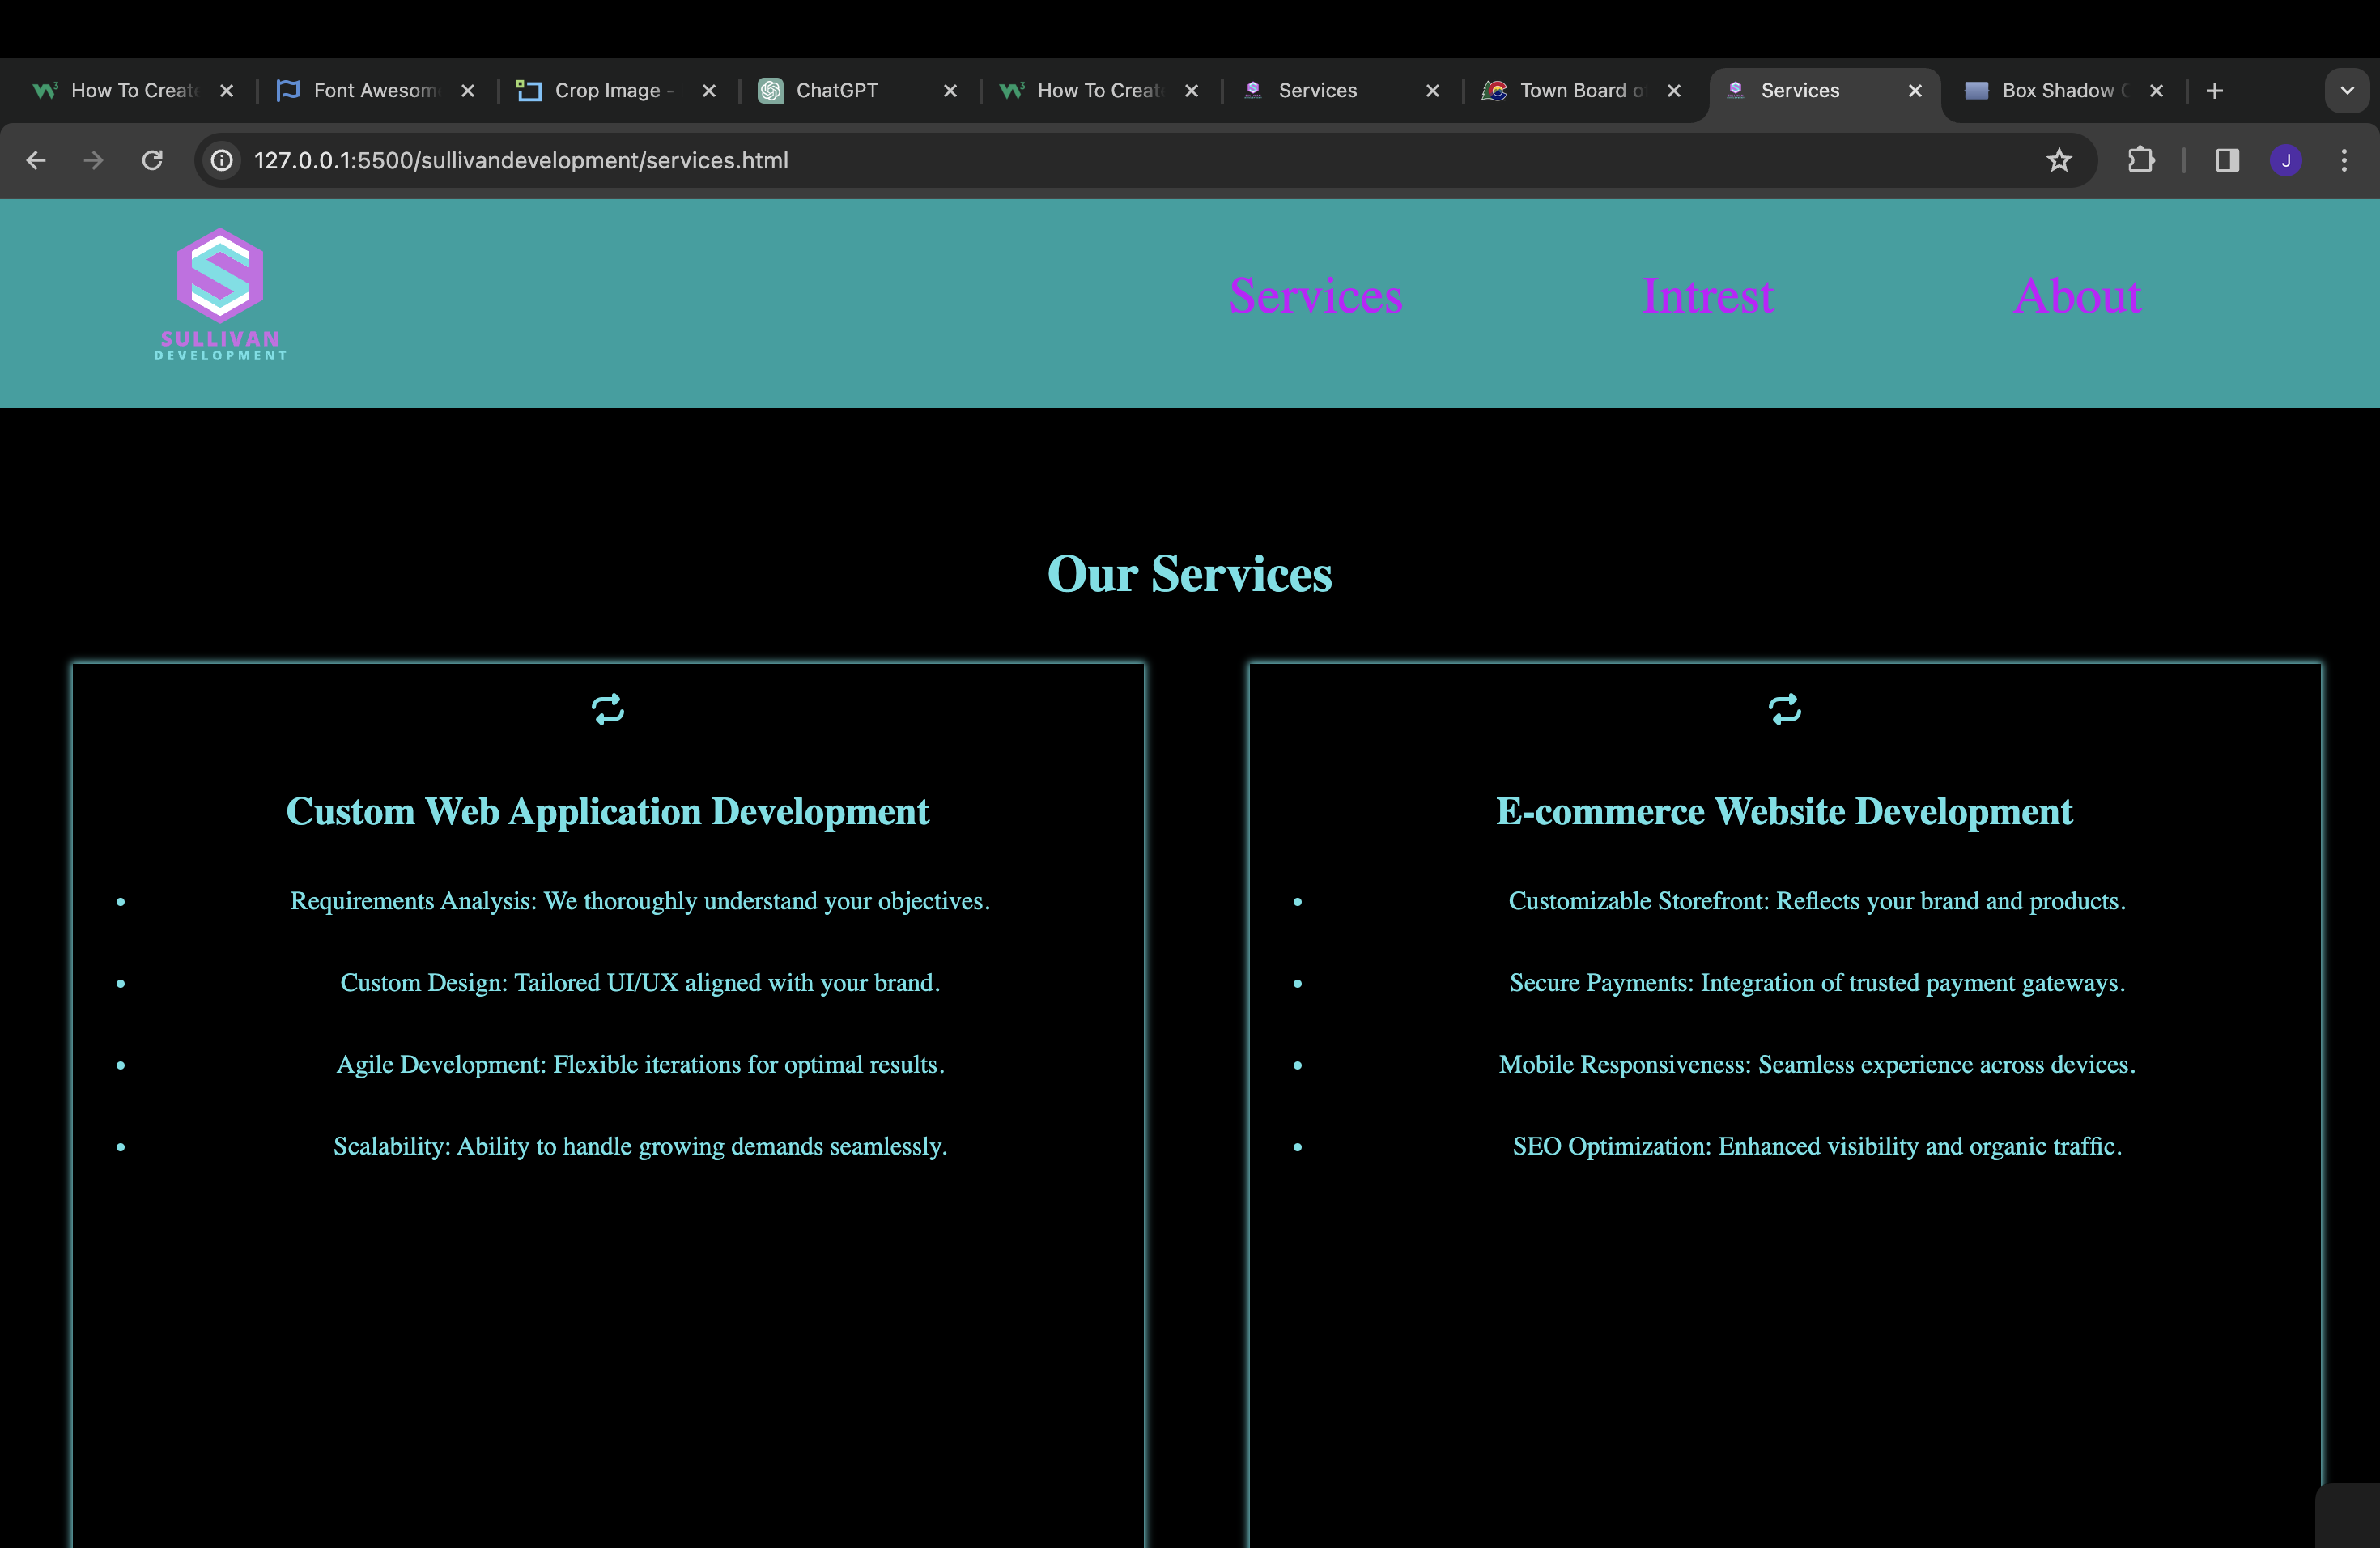 How To Creat
Font Awesom
Crop Image -
ChatGPT
How To Creat
Services
Town Board o
Services
Box Shadow
127.0.0.1:5500/sullivandevelopment/services.html
J
SULLIVAN
DEVELOPMENT
Services
Intrest
About
Our Services
Custom Web Application Development
• Requirements Analysis: We thoroughly understand your objectives.
• Custom Design: Tailored UI/UX aligned with your brand.
• Agile Development: Flexible iterations for optimal results.
• Scalability: Ability to handle growing demands seamlessly.
E-commerce Website Development
• Customizable Storefront: Reflects your brand and products.
• Secure Payments: Integration of trusted payment gateways.
• Mobile Responsiveness: Seamless experience across devices.
• SEO Optimization: Enhanced visibility and organic traffic.